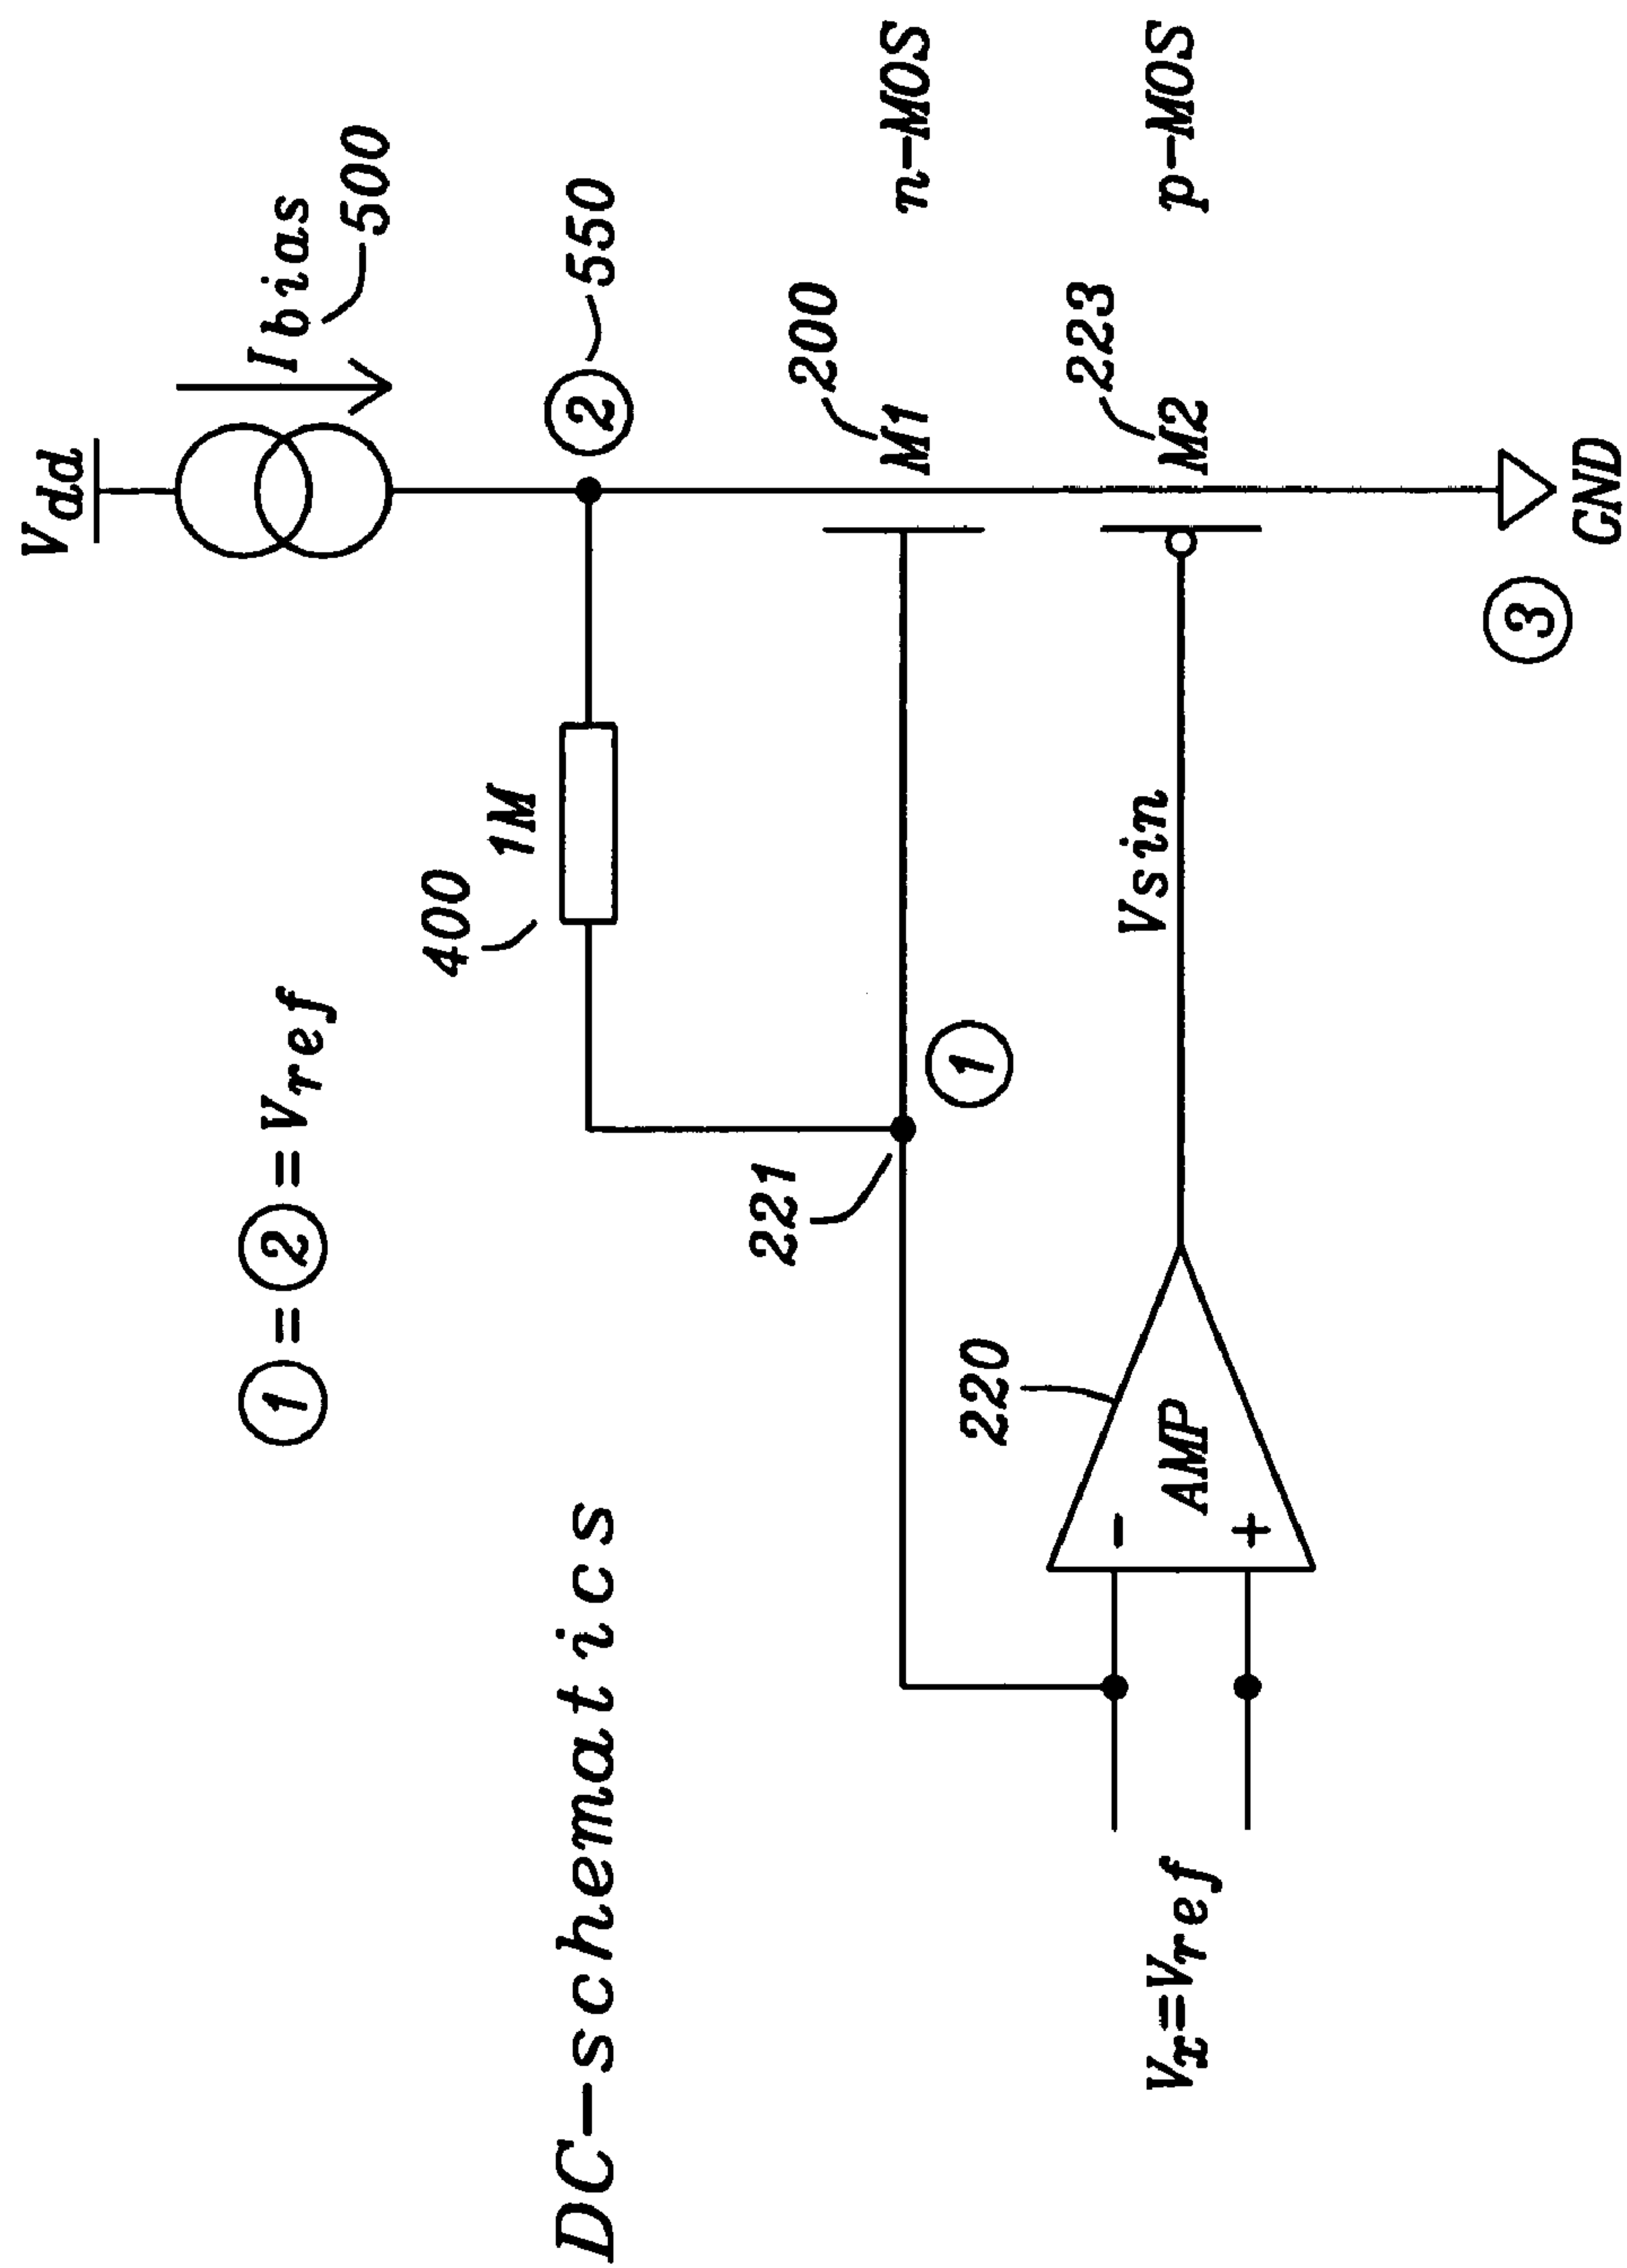 Vdd
Ibias
500
① = ② = Vref
400
1M
② 550
DC-schematics
221
200
M1
n-MOS
①
220
AMP
-
+
Vsin
223
M2
p-MOS
Vx=Vref
③
GND